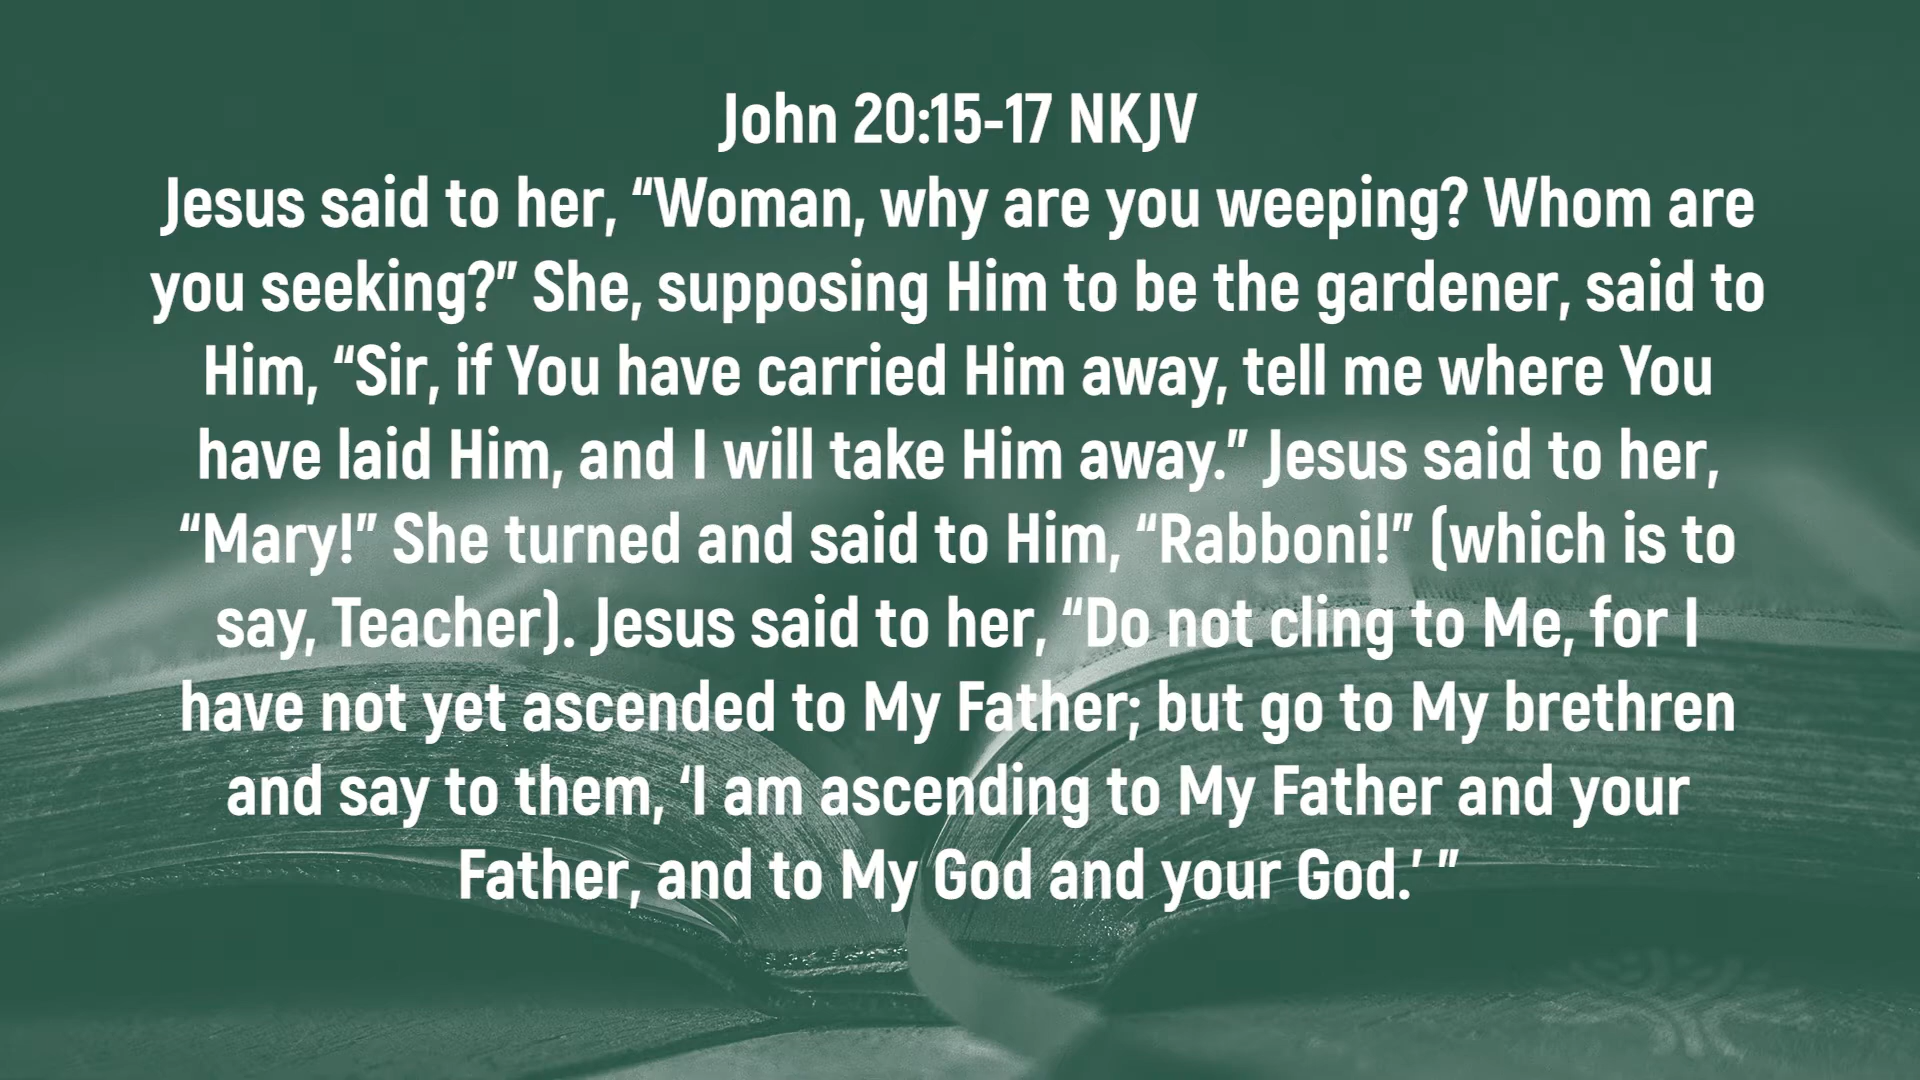 John 20:15-17 NKJV
Jesus said to her, “Woman, why are you weeping? Whom are
you seeking?” She, supposing Him to be the gardener, said to
Him, “Sir, if You have carried Him away, tell me where You
have laid Him, and I will take Him away.” Jesus said to her,
“Mary!” She turned and said to Him, “Rabboni!” (which is to
say, Teacher). Jesus said to her, “Do not cling to Me, for I
have not yet ascended to My Father; but go to My brethren
and say to them, ‘I am ascending to My Father and your
Father, and to My God and your God.’ ”